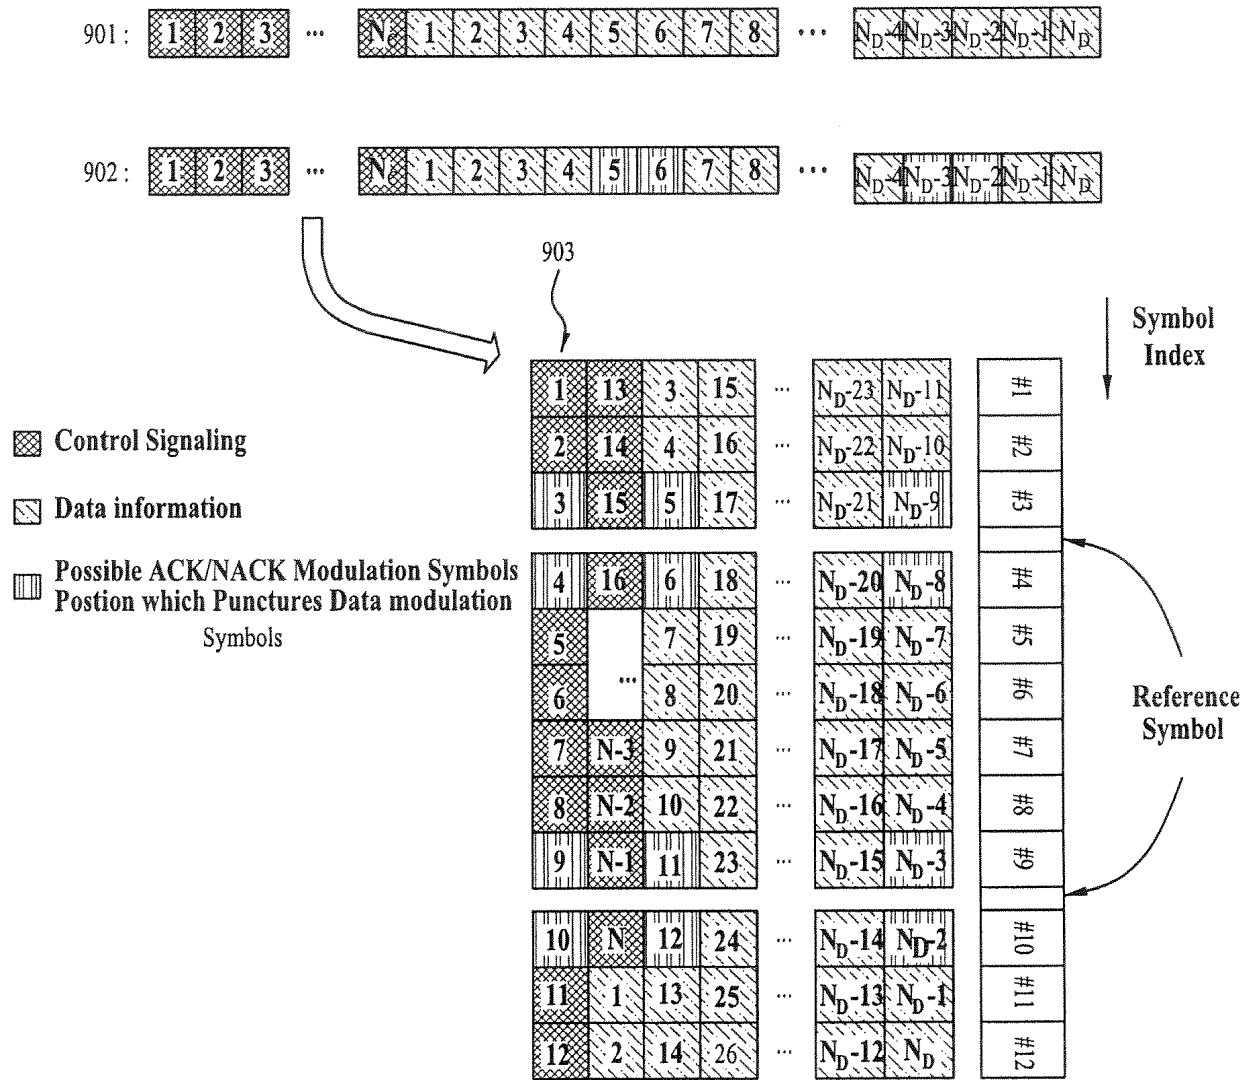 901 : 1 2 3 ... N_c 1 2 3 4 5 6 7 8 ... N_D-4 N_D-3 N_D-2 N_D-1 N_D
902 : 1 2 3 ... N_c 1 2 3 4 5 6 7 8 ... N_D-4 N_D-3 N_D-2 N_D-1 N_D
903
Symbol
Index
Control Signaling
Data information
Possible ACK/NACK Modulation Symbols
Postion which Punctures Data modulation
Symbols
1 13 3 15 ... N_D-23 N_D-11 #1
2 14 4 16 ... N_D-22 N_D-10 #2
3 15 5 17 ... N_D-21 N_D-9 #3
4 16 6 18 ... N_D-20 N_D-8 #4
5 7 19 ... N_D-19 N_D-7 #5
6 ... 8 20 ... N_D-18 N_D-6 #6
7 N-3 9 21 ... N_D-17 N_D-5 #7
8 N-2 10 22 ... N_D-16 N_D-4 #8
9 N-1 11 23 ... N_D-15 N_D-3 #9
10 N 12 24 ... N_D-14 N_D-2 #10
11 1 13 25 ... N_D-13 N_D-1 #11
12 2 14 26 ... N_D-12 N_D #12
Reference
Symbol